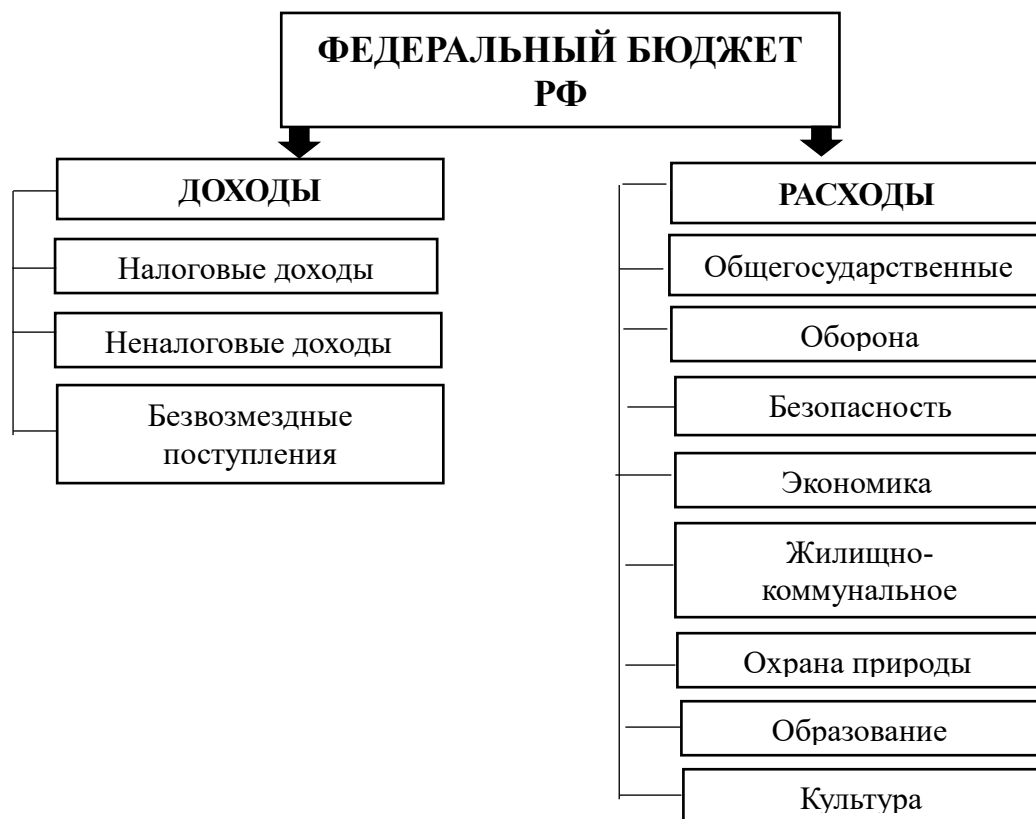 ФЕДЕРАЛЬНЫЙ БЮДЖЕТ
РФ
ДОХОДЫ
Налоговые доходы
Неналоговые доходы
Безвозмездные
поступления
РАСХОДЫ
Общегосударственные
Оборона
Безопасность
Экономика
Жилищно-
коммунальное
Охрана природы
Образование
Культура